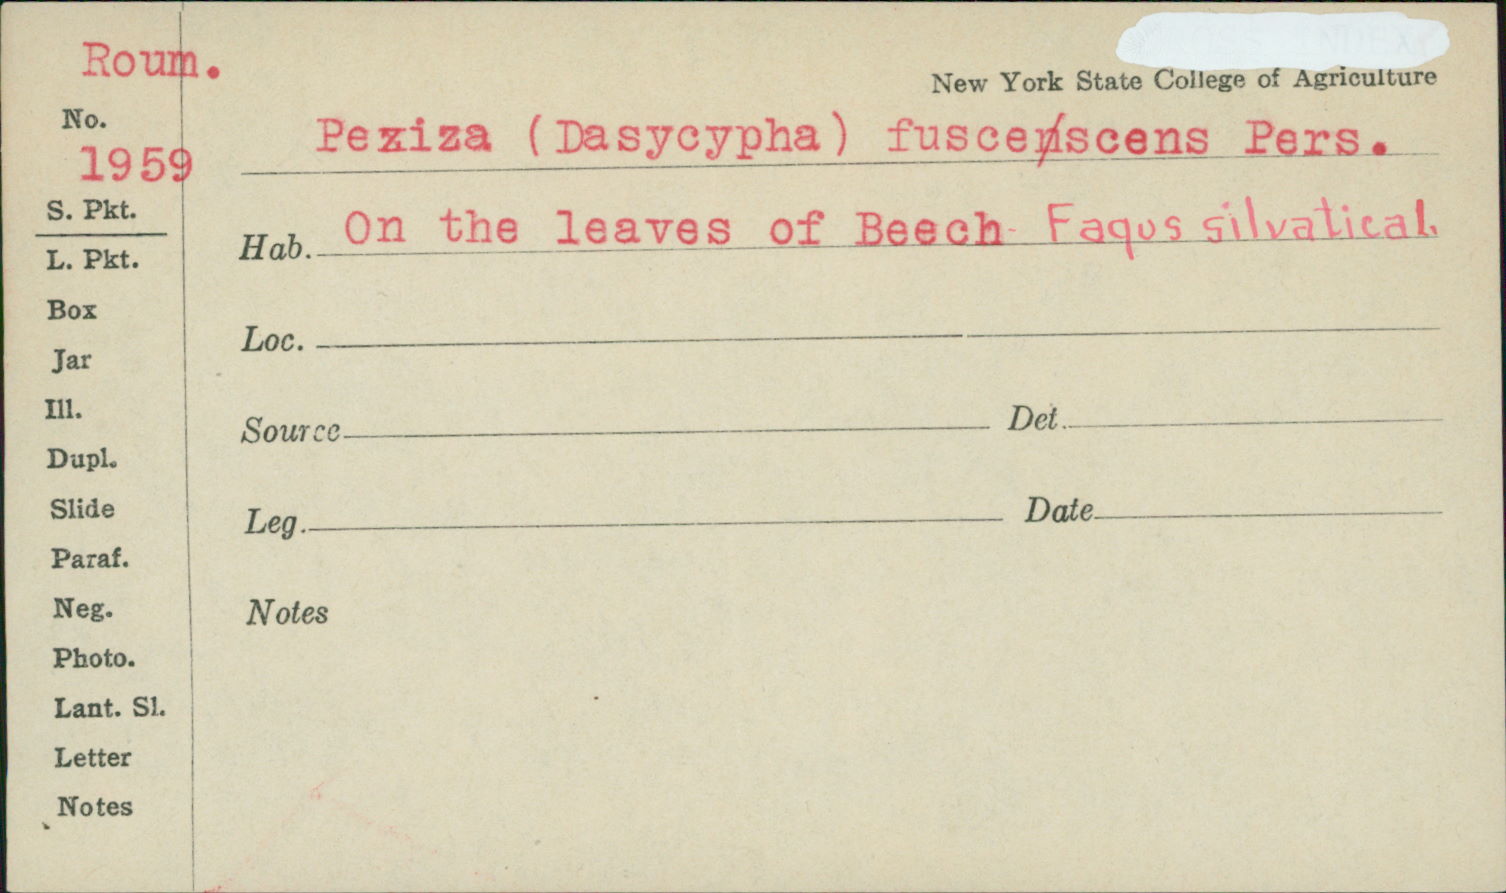 Roum.
New York State College of Agriculture
No.
1959
Peziza (Dasycypha) fuscescens Pers.
S. Pkt.
Hab. On the leaves of Beech - Fagus silvatical.
L. Pkt.
Box
Loc.
Jar
Ill.
Source Det.
Dupl.
Slide
Leg. Date
Paraf.
Neg.
Notes
Photo.
Lant. Sl.
Letter
Notes